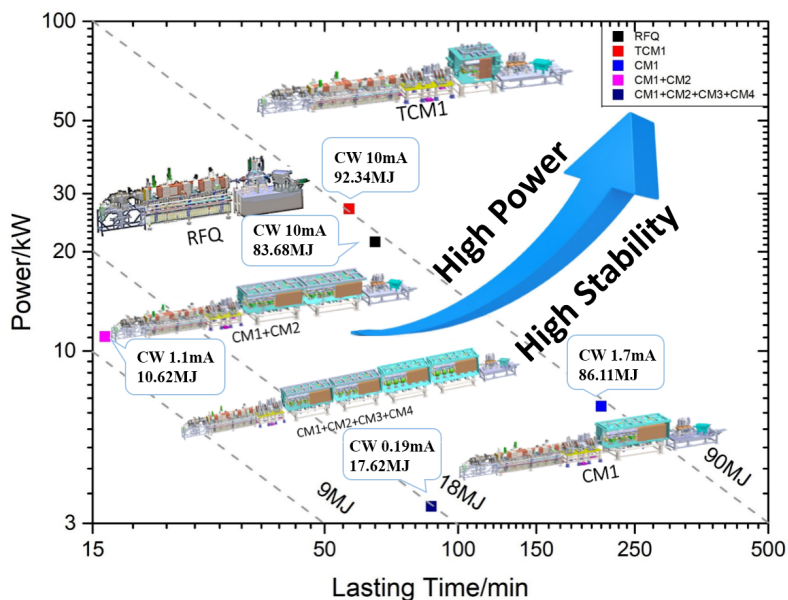 100
50
30
20
10
3
Power/kW
15
50
100
150
250
500
Lasting Time/min
RFQ
TCM1
CM1
CM1+CM2
CM1+CM2+CM3+CM4
TCM1
CW 10mA
92.34MJ
RFQ
CW 10mA
83.68MJ
High Power
High Stability
CM1+CM2
CW 1.1mA
10.62MJ
CW 1.7mA
86.11MJ
CM1+CM2+CM3+CM4
CW 0.19mA
17.62MJ
CM1
9MJ
18MJ
90MJ